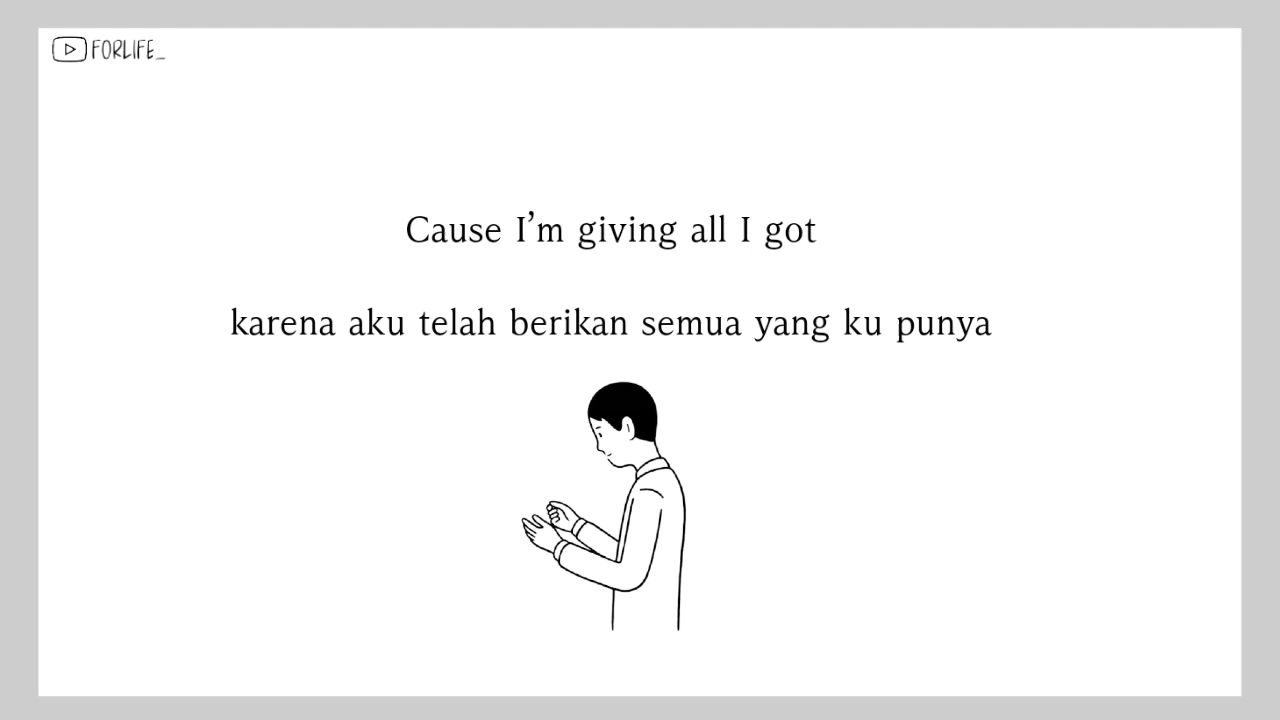 FORLIFE_
Cause I’m giving all I got
karena aku telah berikan semua yang ku punya